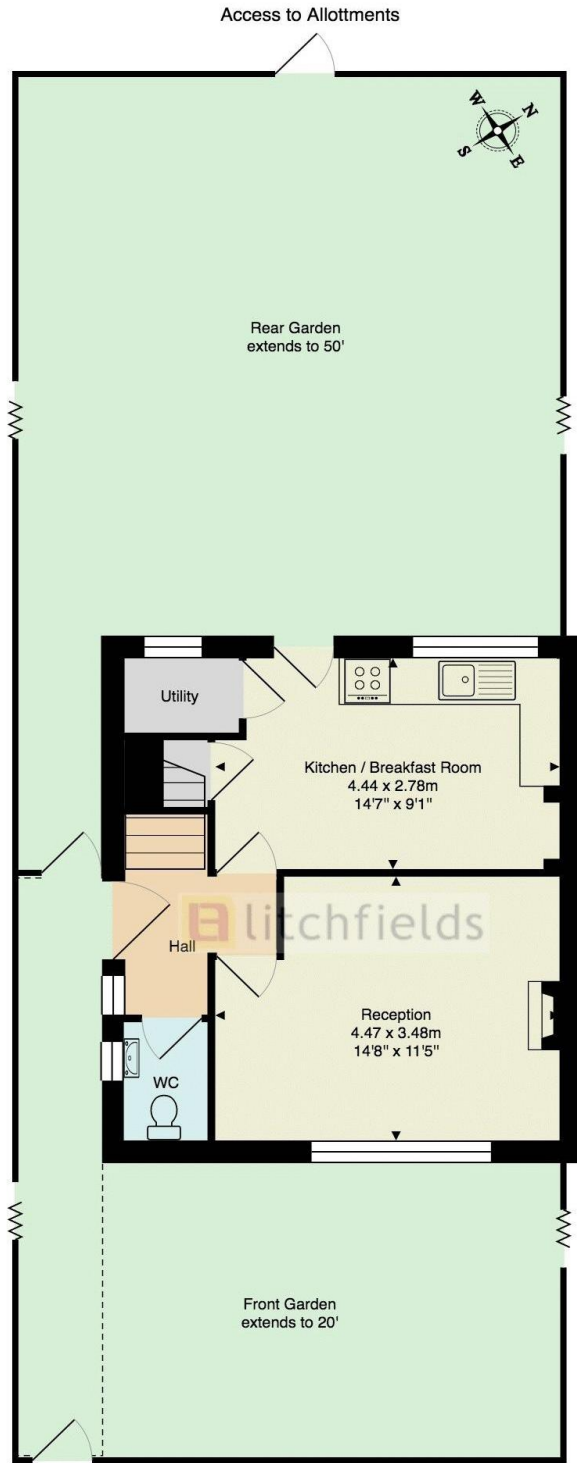 Access to Allottments
W
N
S
E
Rear Garden
extends to 50'
Utility
Kitchen / Breakfast Room
4.44 x 2.78m
14'7" x 9'1"
litchfields
Hall
Reception
4.47 x 3.48m
14'8" x 11'5"
WC
Front Garden
extends to 20'